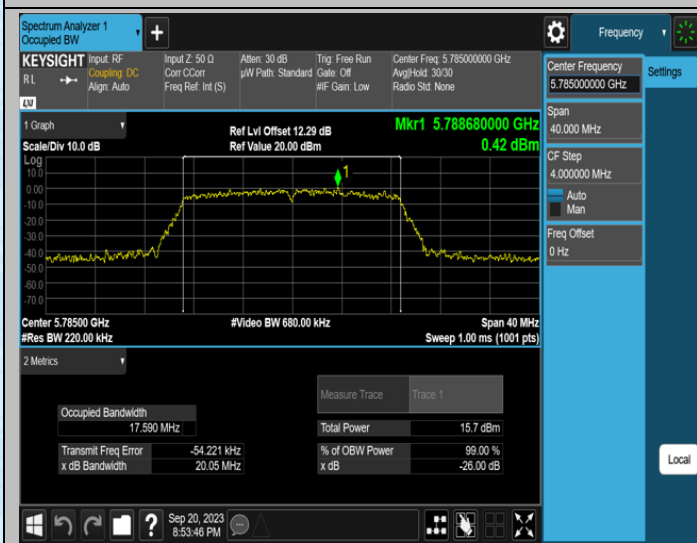 Spectrum Analyzer 1
Occupied BW
+
Frequency
KEYSIGHT
R L
LXI
Input: RF
Coupling: DC
Align: Auto
Input Z: 50 Ω
Corr CCorr
Freq Ref: Int (S)
Atten: 30 dB
µW Path: Standard
Trig: Free Run
Gate: Off
#IF Gain: Low
Center Freq: 5.785000000 GHz
Avg|Hold: 30/30
Radio Std: None
Center Frequency
5.785000000 GHz
Settings
Span
40.000 MHz
CF Step
4.000000 MHz
Auto
Man
Freq Offset
0 Hz
Local
1 Graph
Scale/Div 10.0 dB
Ref Lvl Offset 12.29 dB
Ref Value 20.00 dBm
Mkr1 5.788680000 GHz
0.42 dBm
Log
10.0
0.00
-10.0
-20.0
-30.0
-40.0
-50.0
-60.0
-70.0
1
Center 5.78500 GHz
#Res BW 220.00 kHz
#Video BW 680.00 kHz
Span 40 MHz
Sweep 1.00 ms (1001 pts)
2 Metrics
Measure Trace Trace 1
Occupied Bandwidth
17.590 MHz
Total Power 15.7 dBm
Transmit Freq Error -54.221 kHz
% of OBW Power 99.00 %
x dB Bandwidth 20.05 MHz
x dB -26.00 dB
?
Sep 20, 2023
8:53:46 PM